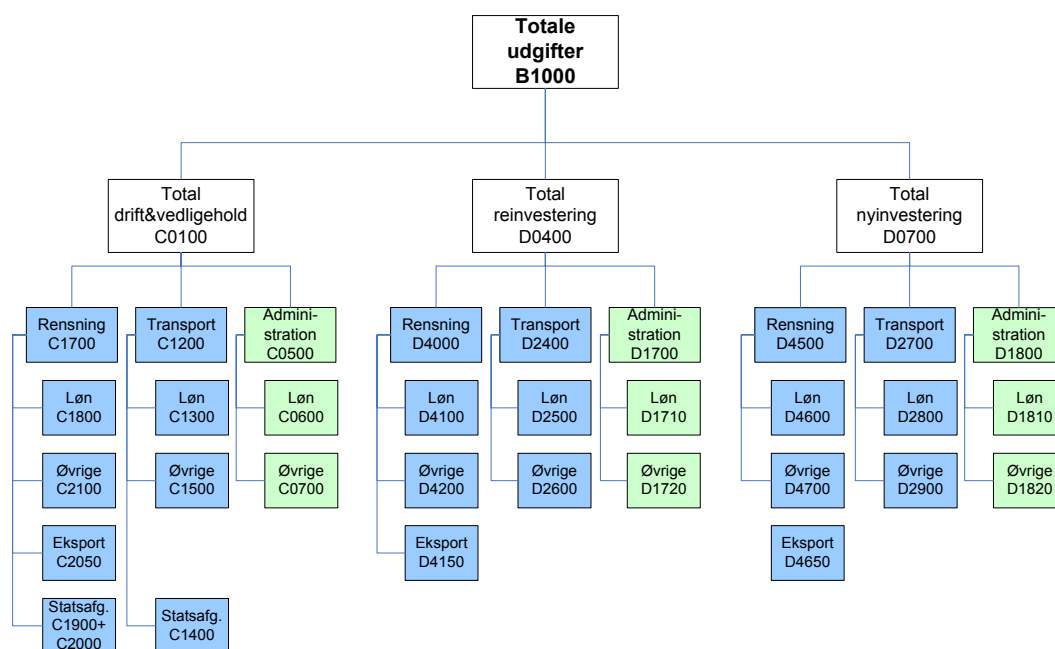 Totale
udgifter
B1000
Total
drift&vedligehold
C0100
Total
reinvestering
D0400
Total
nyinvestering
D0700
Rensning
C1700
Transport
C1200
Admini-
stration
C0500
Rensning
D4000
Transport
D2400
Admini-
stration
D1700
Rensning
D4500
Transport
D2700
Admini-
stration
D1800
Løn
C1800
Løn
C1300
Løn
C0600
Løn
D4100
Løn
D2500
Løn
D1710
Løn
D4600
Løn
D2800
Løn
D1810
Øvrige
C2100
Øvrige
C1500
Øvrige
C0700
Øvrige
D4200
Øvrige
D2600
Øvrige
D1720
Øvrige
D4700
Øvrige
D2900
Øvrige
D1820
Eksport
C2050
Eksport
D4150
Eksport
D4650
Statsafg.
C1900+
C2000
Statsafg.
C1400